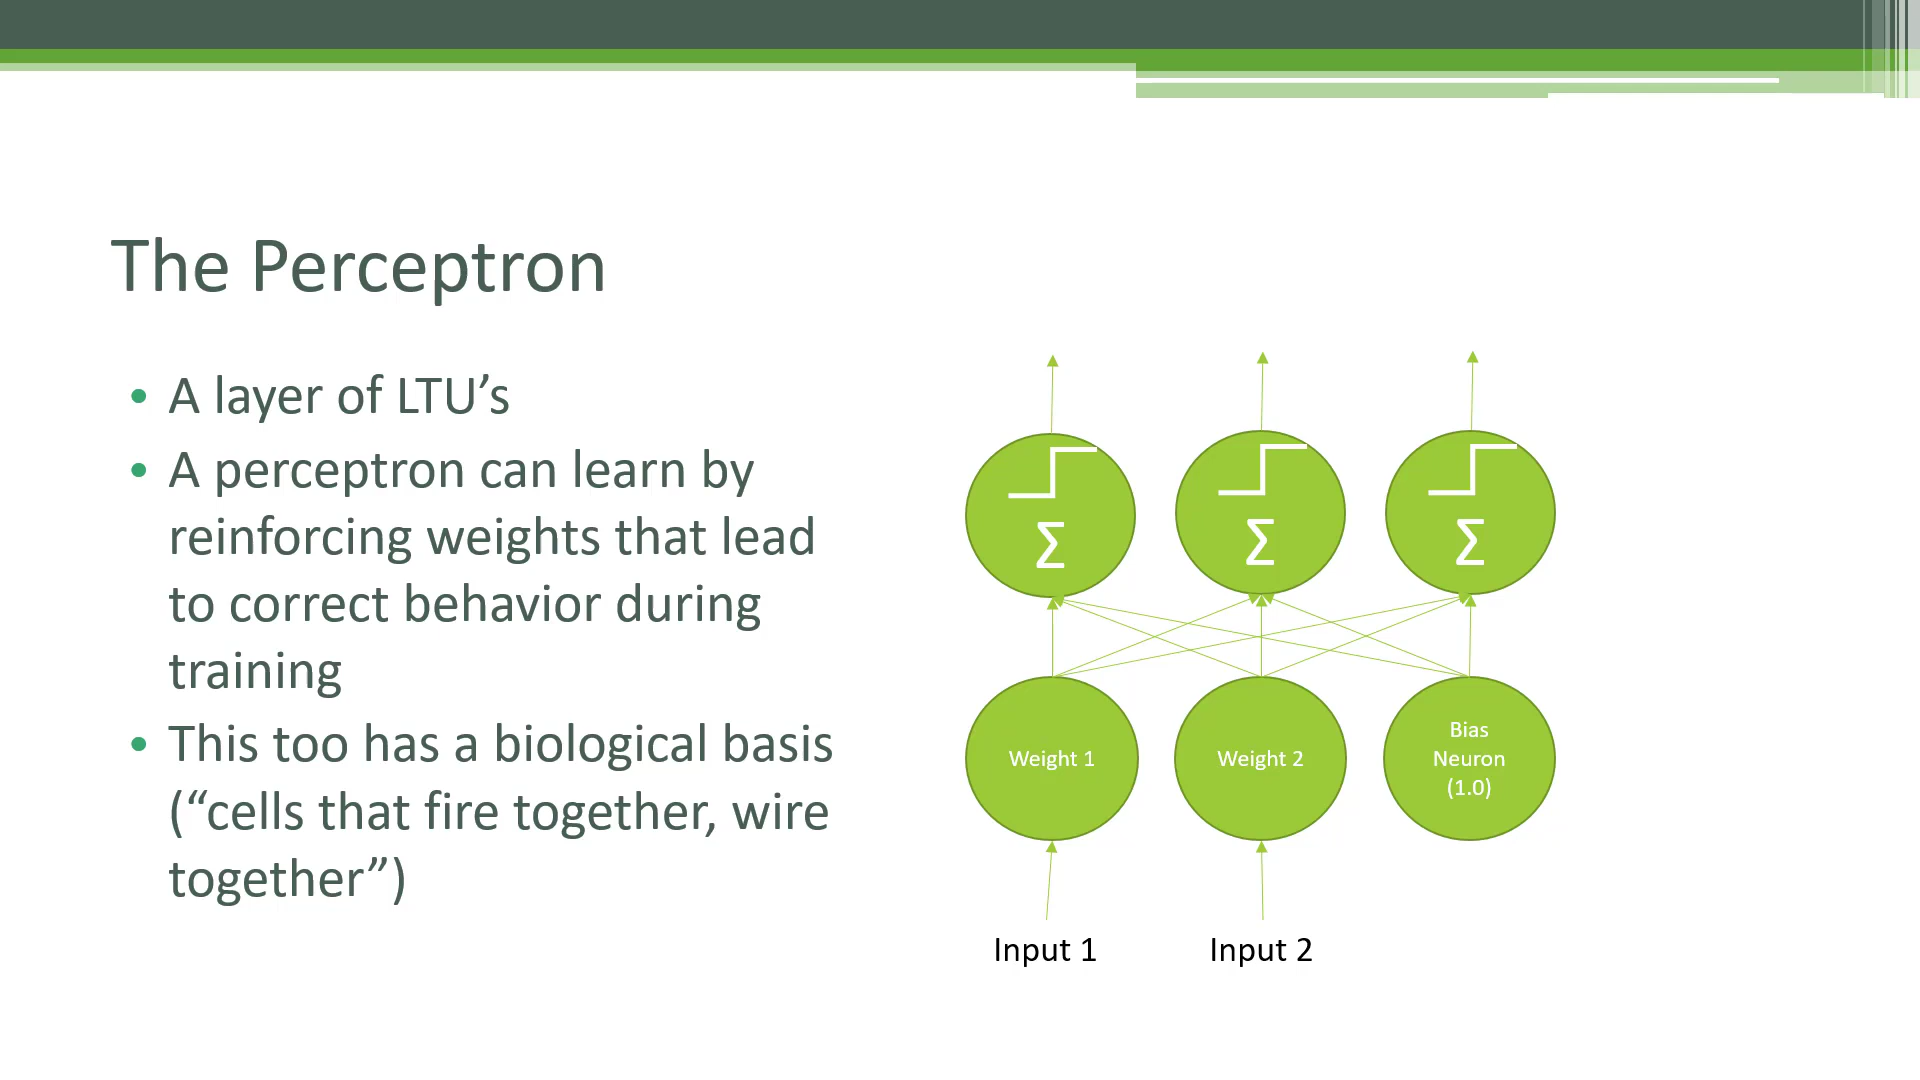 The Perceptron
• A layer of LTU’s
• A perceptron can learn by
reinforcing weights that lead
to correct behavior during
training
• This too has a biological basis
(“cells that fire together, wire
together”)
Σ
Σ
Σ
Weight 1
Weight 2
Bias
Neuron
(1.0)
Input 1
Input 2